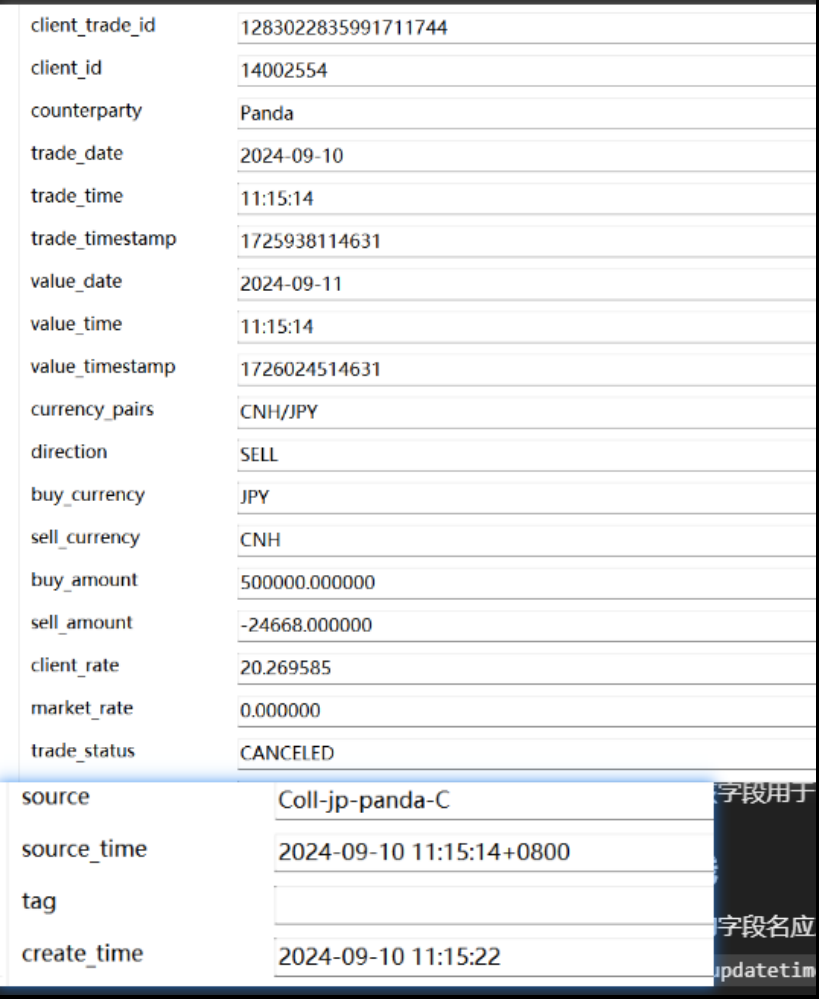 client_trade_id 1283022835991711744
client_id 14002554
counterparty Panda
trade_date 2024-09-10
trade_time 11:15:14
trade_timestamp 1725938114631
value_date 2024-09-11
value_time 11:15:14
value_timestamp 1726024514631
currency_pairs CNH/JPY
direction SELL
buy_currency JPY
sell_currency CNH
buy_amount 500000.000000
sell_amount -24668.000000
client_rate 20.269585
market_rate 0.000000
trade_status CANCELED
source Coll-jp-panda-C
字段用于
source_time 2024-09-10 11:15:14+0800
tag
字段名应
create_time 2024-09-10 11:15:22
updatetim